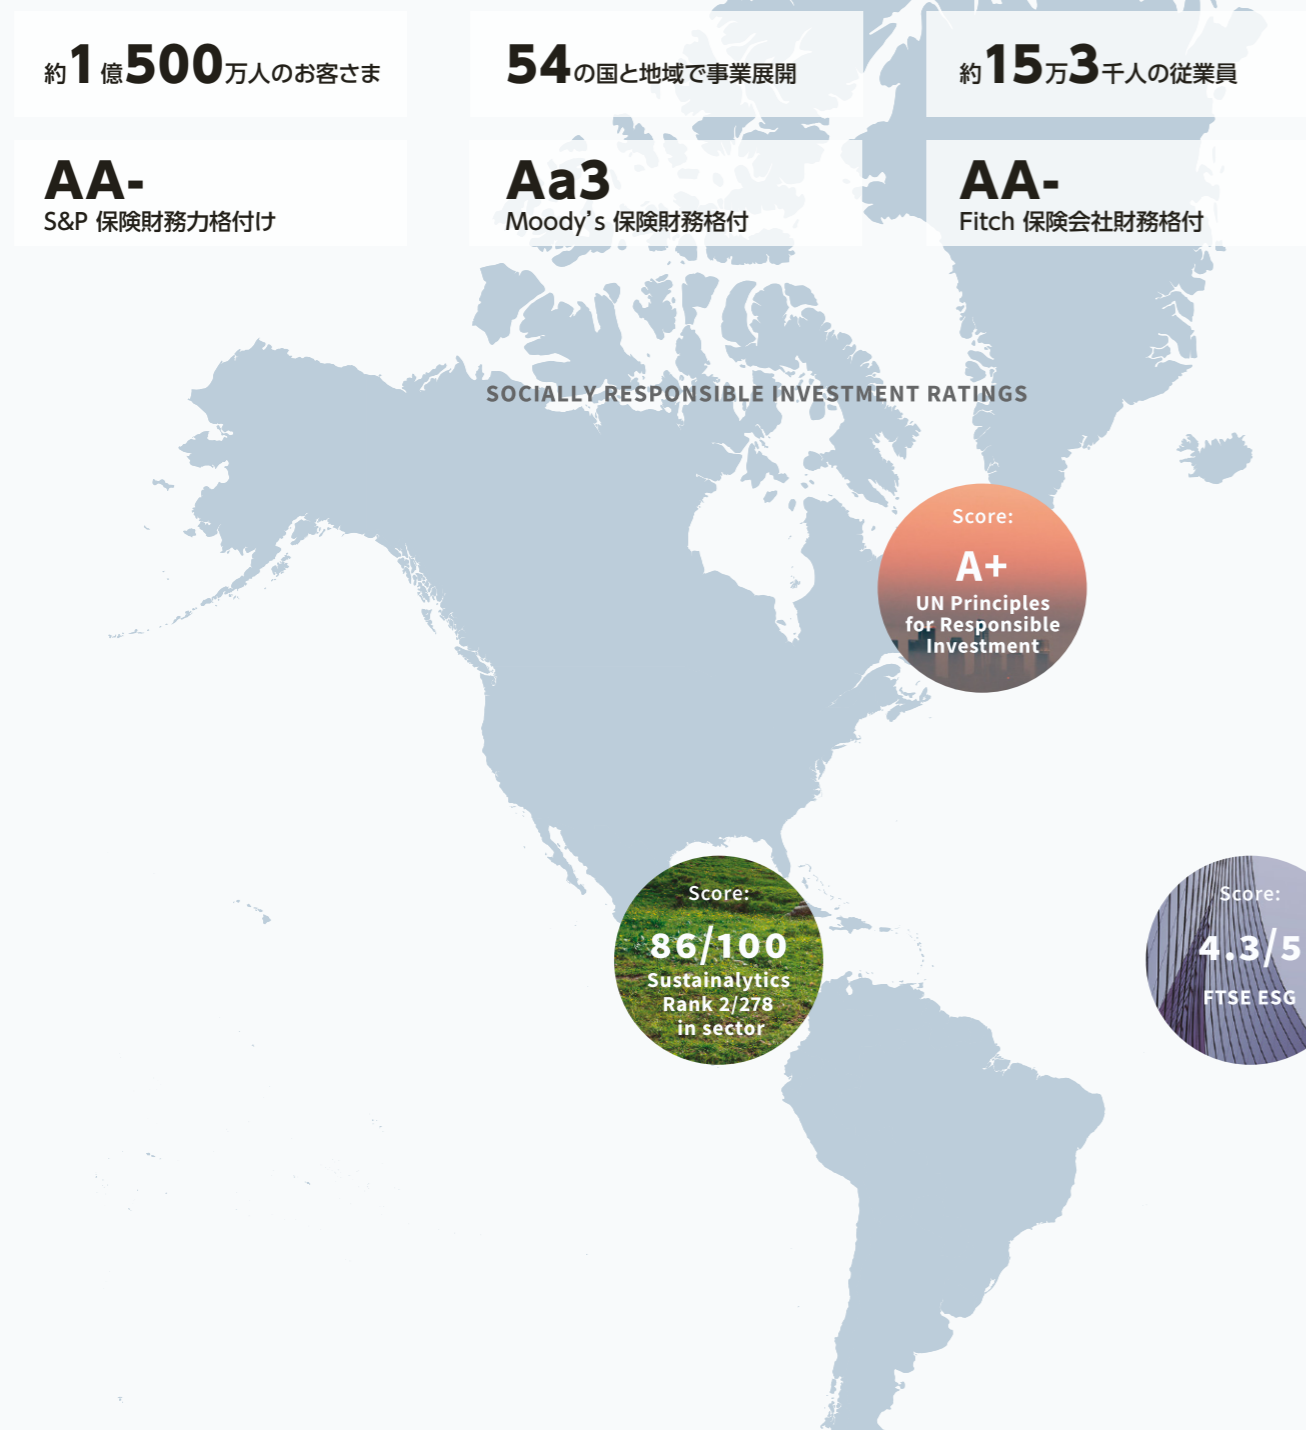 約1億500万人のお客さま
54の国と地域で事業展開
約15万3千人の従業員
AA-
S&P 保険財務力格付け
Aa3
Moody’s 保険財務格付
AA-
Fitch 保険会社財務格付
SOCIALLY RESPONSIBLE INVESTMENT RATINGS
Score:
A+
UN Principles
for Responsible
Investment
Score:
86/100
Sustainalytics
Rank 2/278
in sector
Score:
4.3/5
FTSE ESG